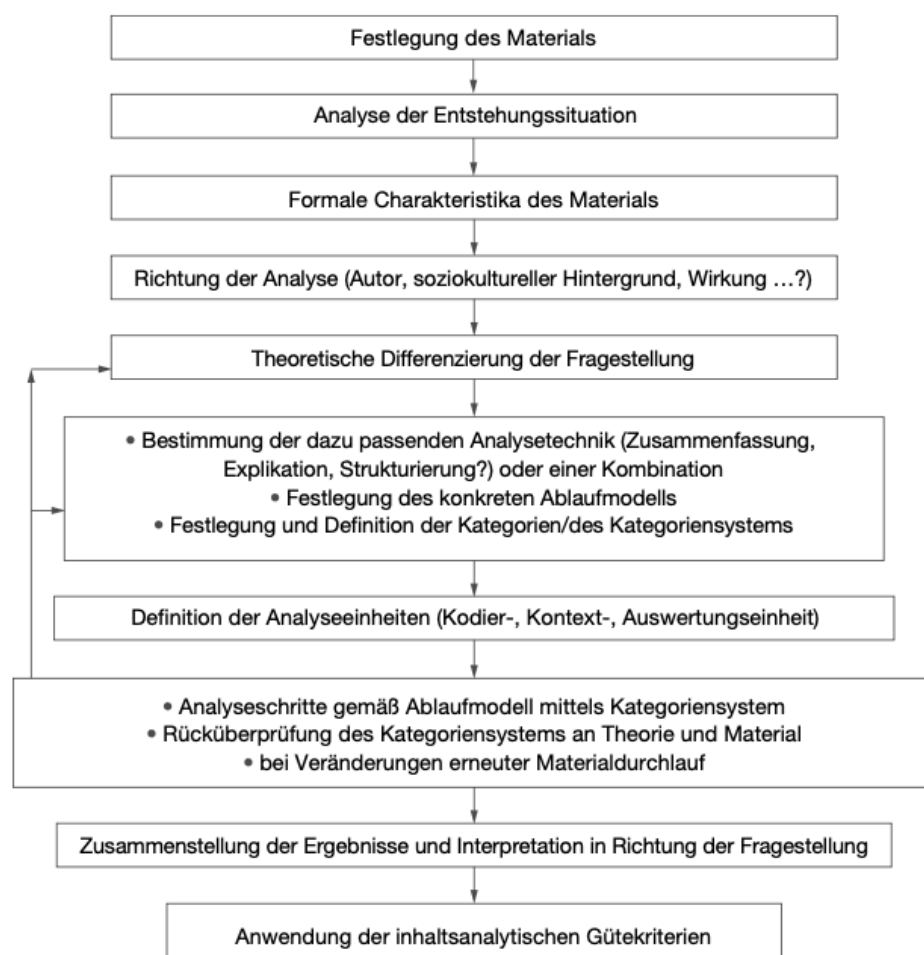 Festlegung des Materials
Analyse der Entstehungssituation
Formale Charakteristika des Materials
Richtung der Analyse (Autor, soziokultureller Hintergrund, Wirkung …?)
Theoretische Differenzierung der Fragestellung
• Bestimmung der dazu passenden Analysetechnik (Zusammenfassung,
Explikation, Strukturierung?) oder einer Kombination
• Festlegung des konkreten Ablaufmodells
• Festlegung und Definition der Kategorien/des Kategoriensystems
Definition der Analyseeinheiten (Kodier-, Kontext-, Auswertungseinheit)
• Analyseschritte gemäß Ablaufmodell mittels Kategoriensystem
• Rücküberprüfung des Kategoriensystems an Theorie und Material
• bei Veränderungen erneuter Materialdurchlauf
Zusammenstellung der Ergebnisse und Interpretation in Richtung der Fragestellung
Anwendung der inhaltsanalytischen Gütekriterien